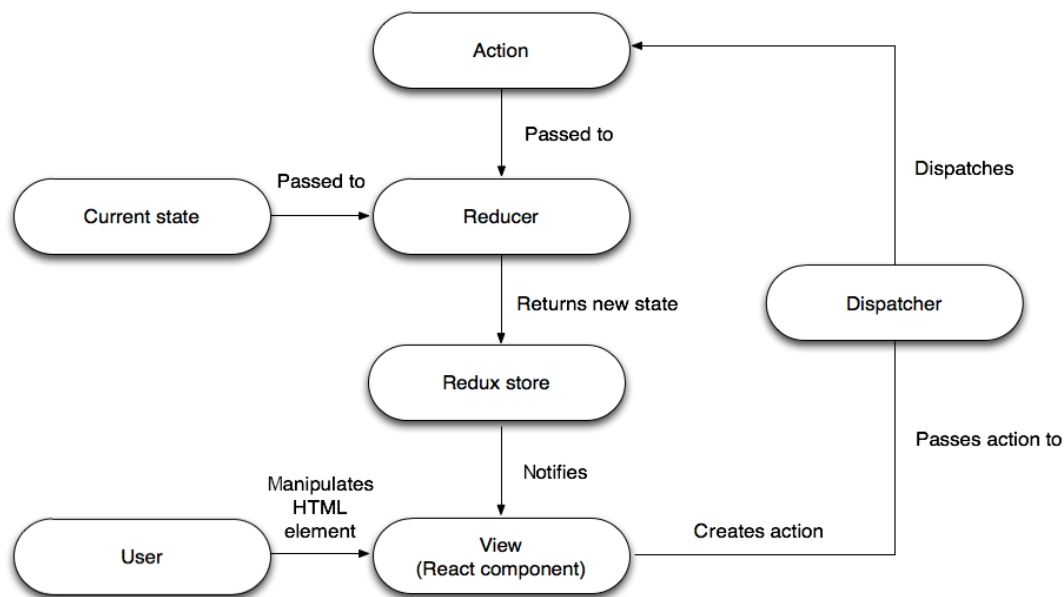 Action
Passed to
Dispatches
Passed to
Current state
Reducer
Returns new state
Dispatcher
Redux store
Passes action to
Notifies
Manipulates
HTML
element
Creates action
User
View
(React component)